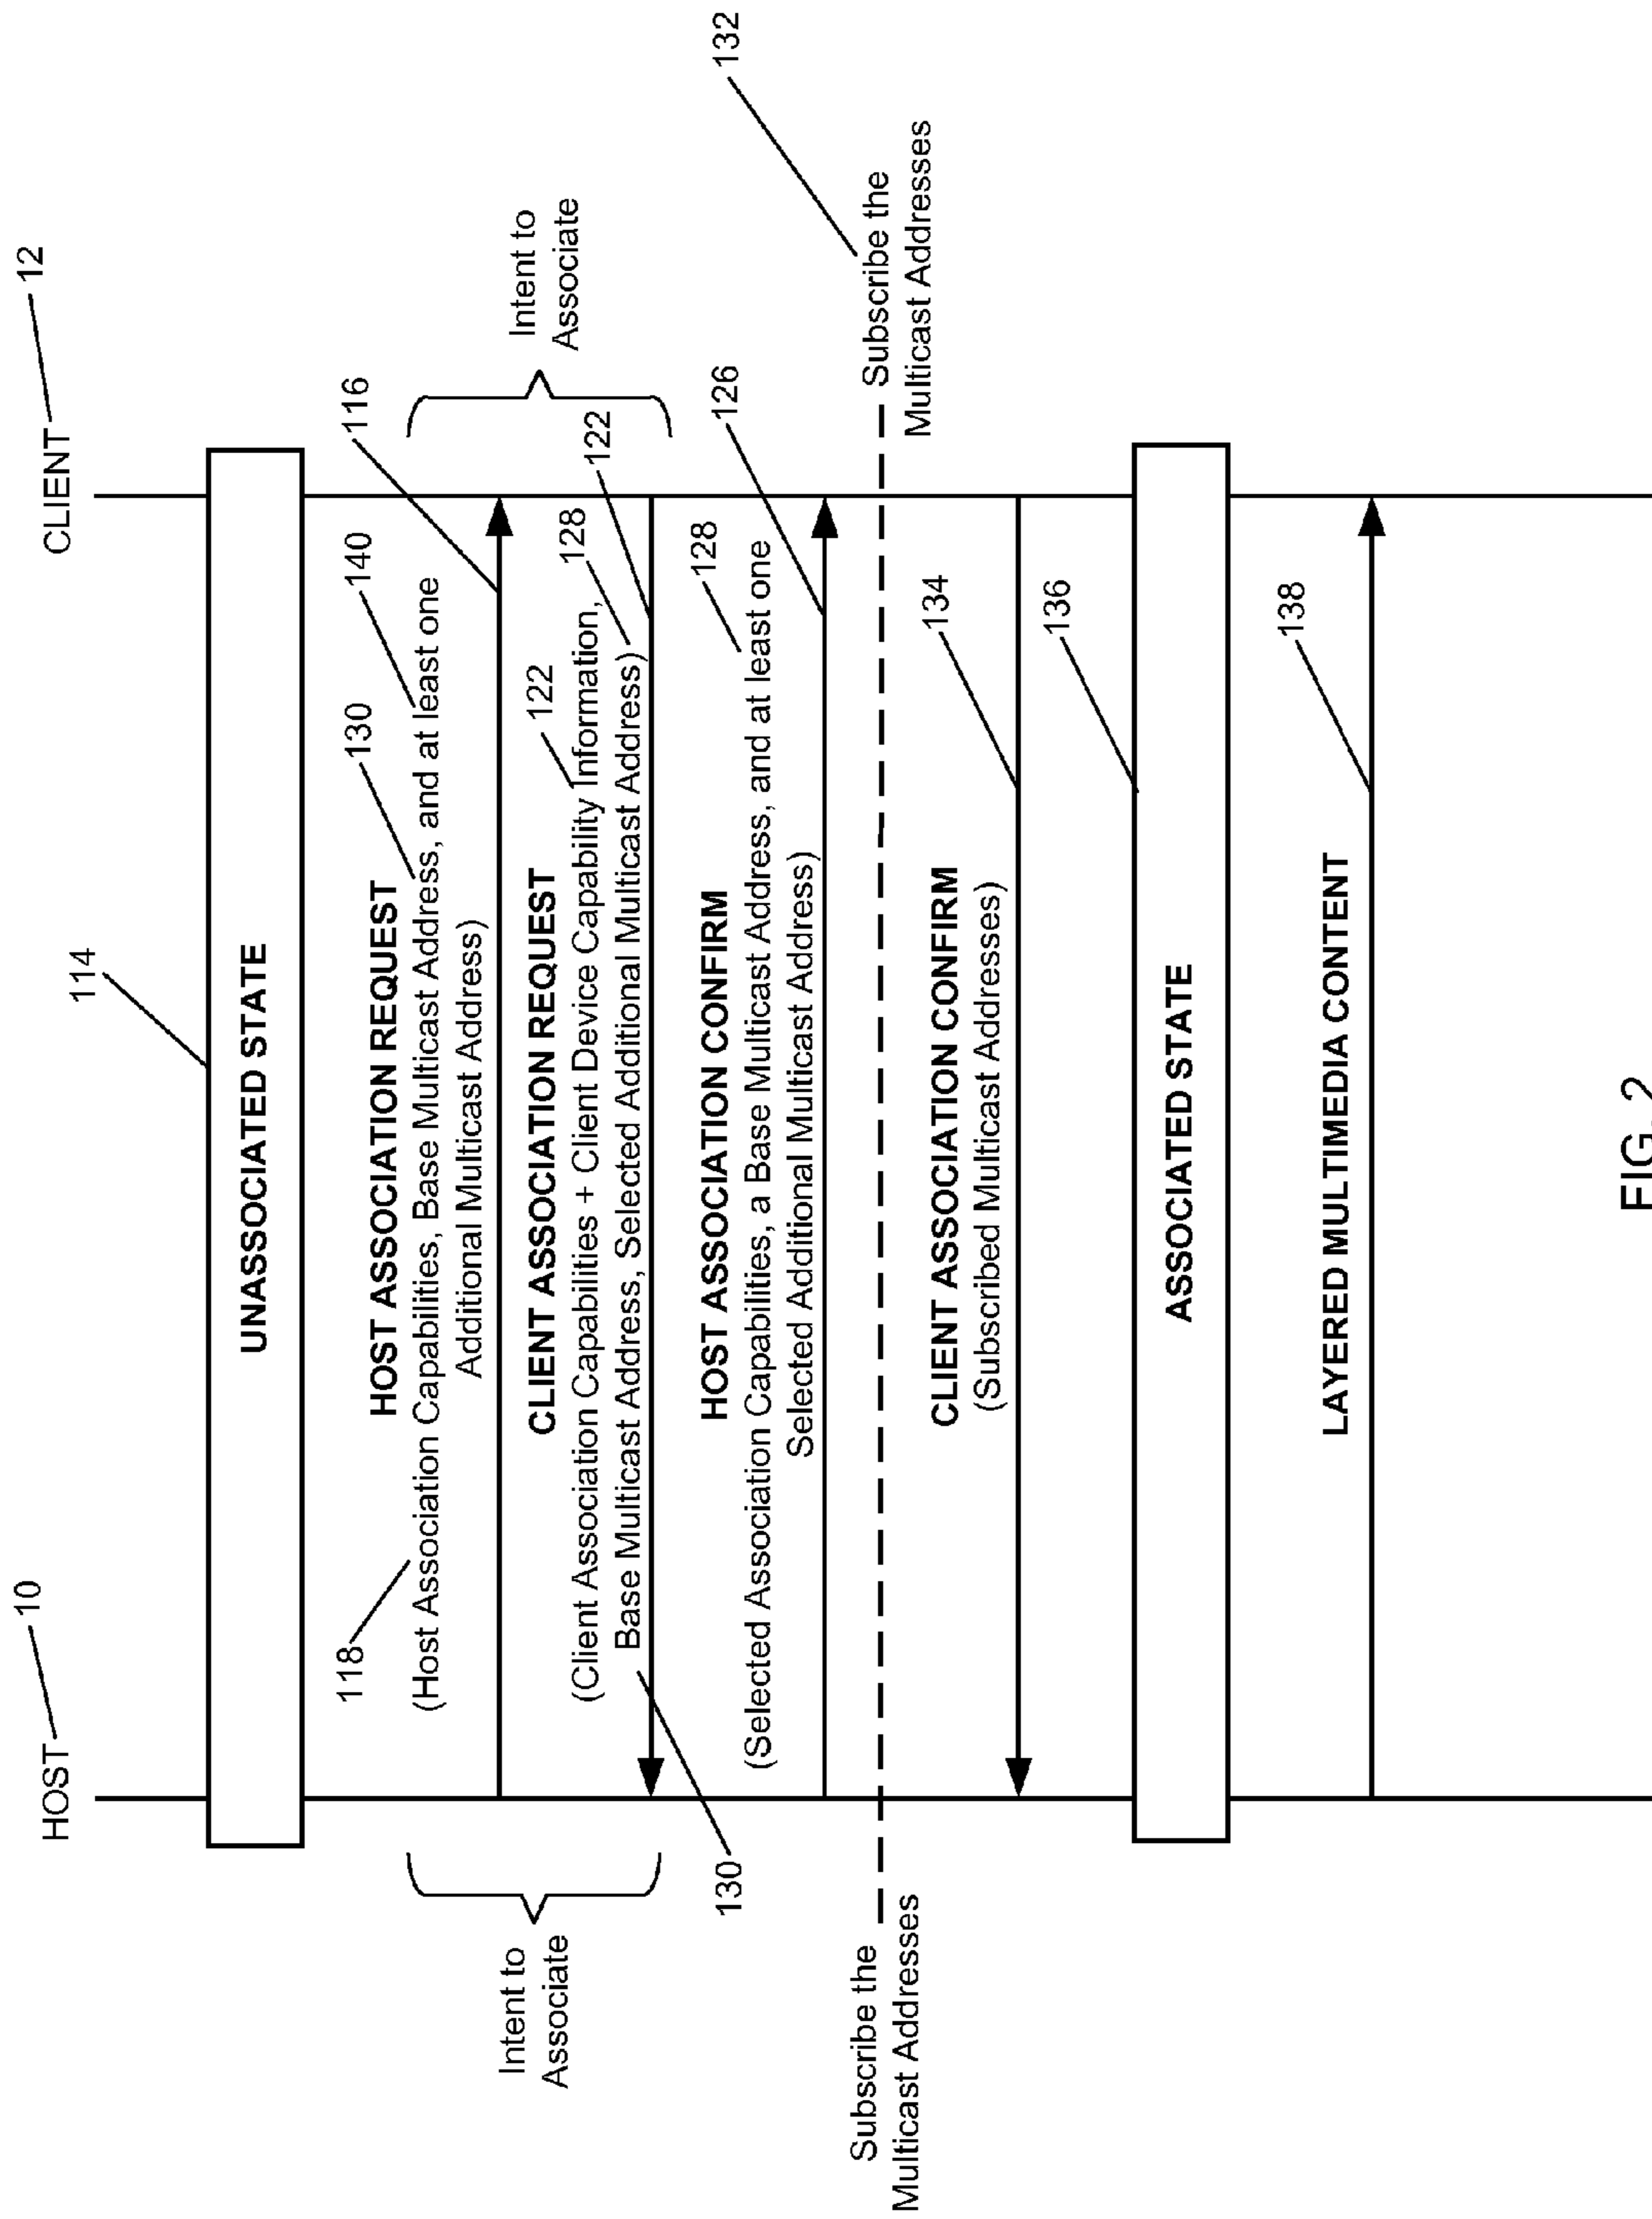 HOST 10
CLIENT 12
114
UNASSOCIATED STATE
118
130
140
116
HOST ASSOCIATION REQUEST
(Host Association Capabilities, Base Multicast Address, and at least one
Additional Multicast Address)
Intent to
Associate
Intent to
Associate
122
128
122
CLIENT ASSOCIATION REQUEST
(Client Association Capabilities + Client Device Capability Information,
Base Multicast Address, Selected Additional Multicast Address)
130
128
126
132
HOST ASSOCIATION CONFIRM
(Selected Association Capabilities, a Base Multicast Address, and at least one
Selected Additional Multicast Address)
Subscribe the
Multicast Addresses
Subscribe the
Multicast Addresses
134
CLIENT ASSOCIATION CONFIRM
(Subscribed Multicast Addresses)
136
ASSOCIATED STATE
138
LAYERED MULTIMEDIA CONTENT
FIG. 2